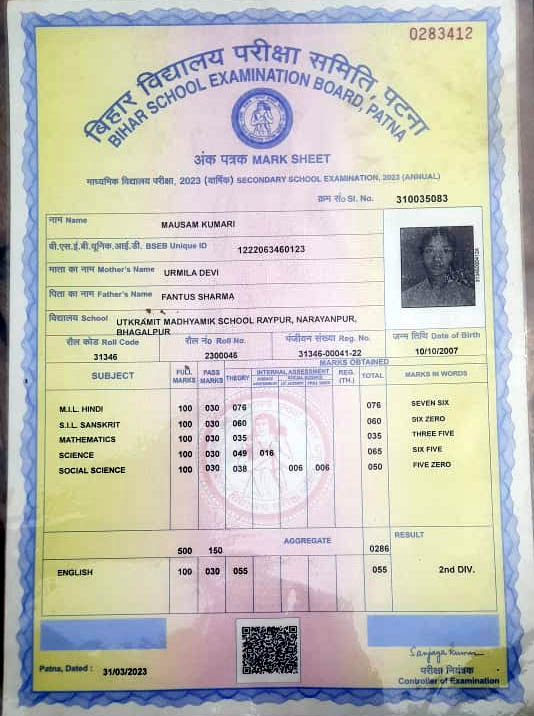 0283412
बिहार विद्यालय परीक्षा समिति, पटना
BIHAR SCHOOL EXAMINATION BOARD, PATNA
अंक पत्रक MARK SHEET
माध्यमिक विद्यालय परीक्षा, 2023 (वार्षिक) SECONDARY SCHOOL EXAMINATION, 2023 (ANNUAL)
क्रम सं० Sl. No. 310035083
नाम Name MAUSAM KUMARI
बी.एस.ई.बी.यूनिक.आई.डी. BSEB Unique ID 1222063460123
माता का नाम Mother's Name URMILA DEVI
पिता का नाम Father's Name FANTUS SHARMA
विद्यालय School UTKRAMIT MADHYAMIK SCHOOL RAYPUR, NARAYANPUR,
BHAGALPUR
रौल कोड Roll Code रौल नं० Roll No. पंजीयन संख्या Reg. No. जन्म तिथि Date of Birth
31346 2300046 31346-00041-22 10/10/2007
MARKS OBTAINED
SUBJECT FULL MARKS PASS MARKS THEORY INTERNAL ASSESSMENT REG. (TH.) TOTAL MARKS IN WORDS
M.I.L. HINDI 100 030 076 076 SEVEN SIX
S.I.L. SANSKRIT 100 030 060 060 SIX ZERO
MATHEMATICS 100 030 035 035 THREE FIVE
SCIENCE 100 030 049 016 065 SIX FIVE
SOCIAL SCIENCE 100 030 038 006 006 050 FIVE ZERO
AGGREGATE RESULT
500 150 0286
ENGLISH 100 030 055 055 2nd DIV.
Patna, Dated : 31/03/2023
Sanjay Kumar
परीक्षा नियंत्रक
Controller of Examination